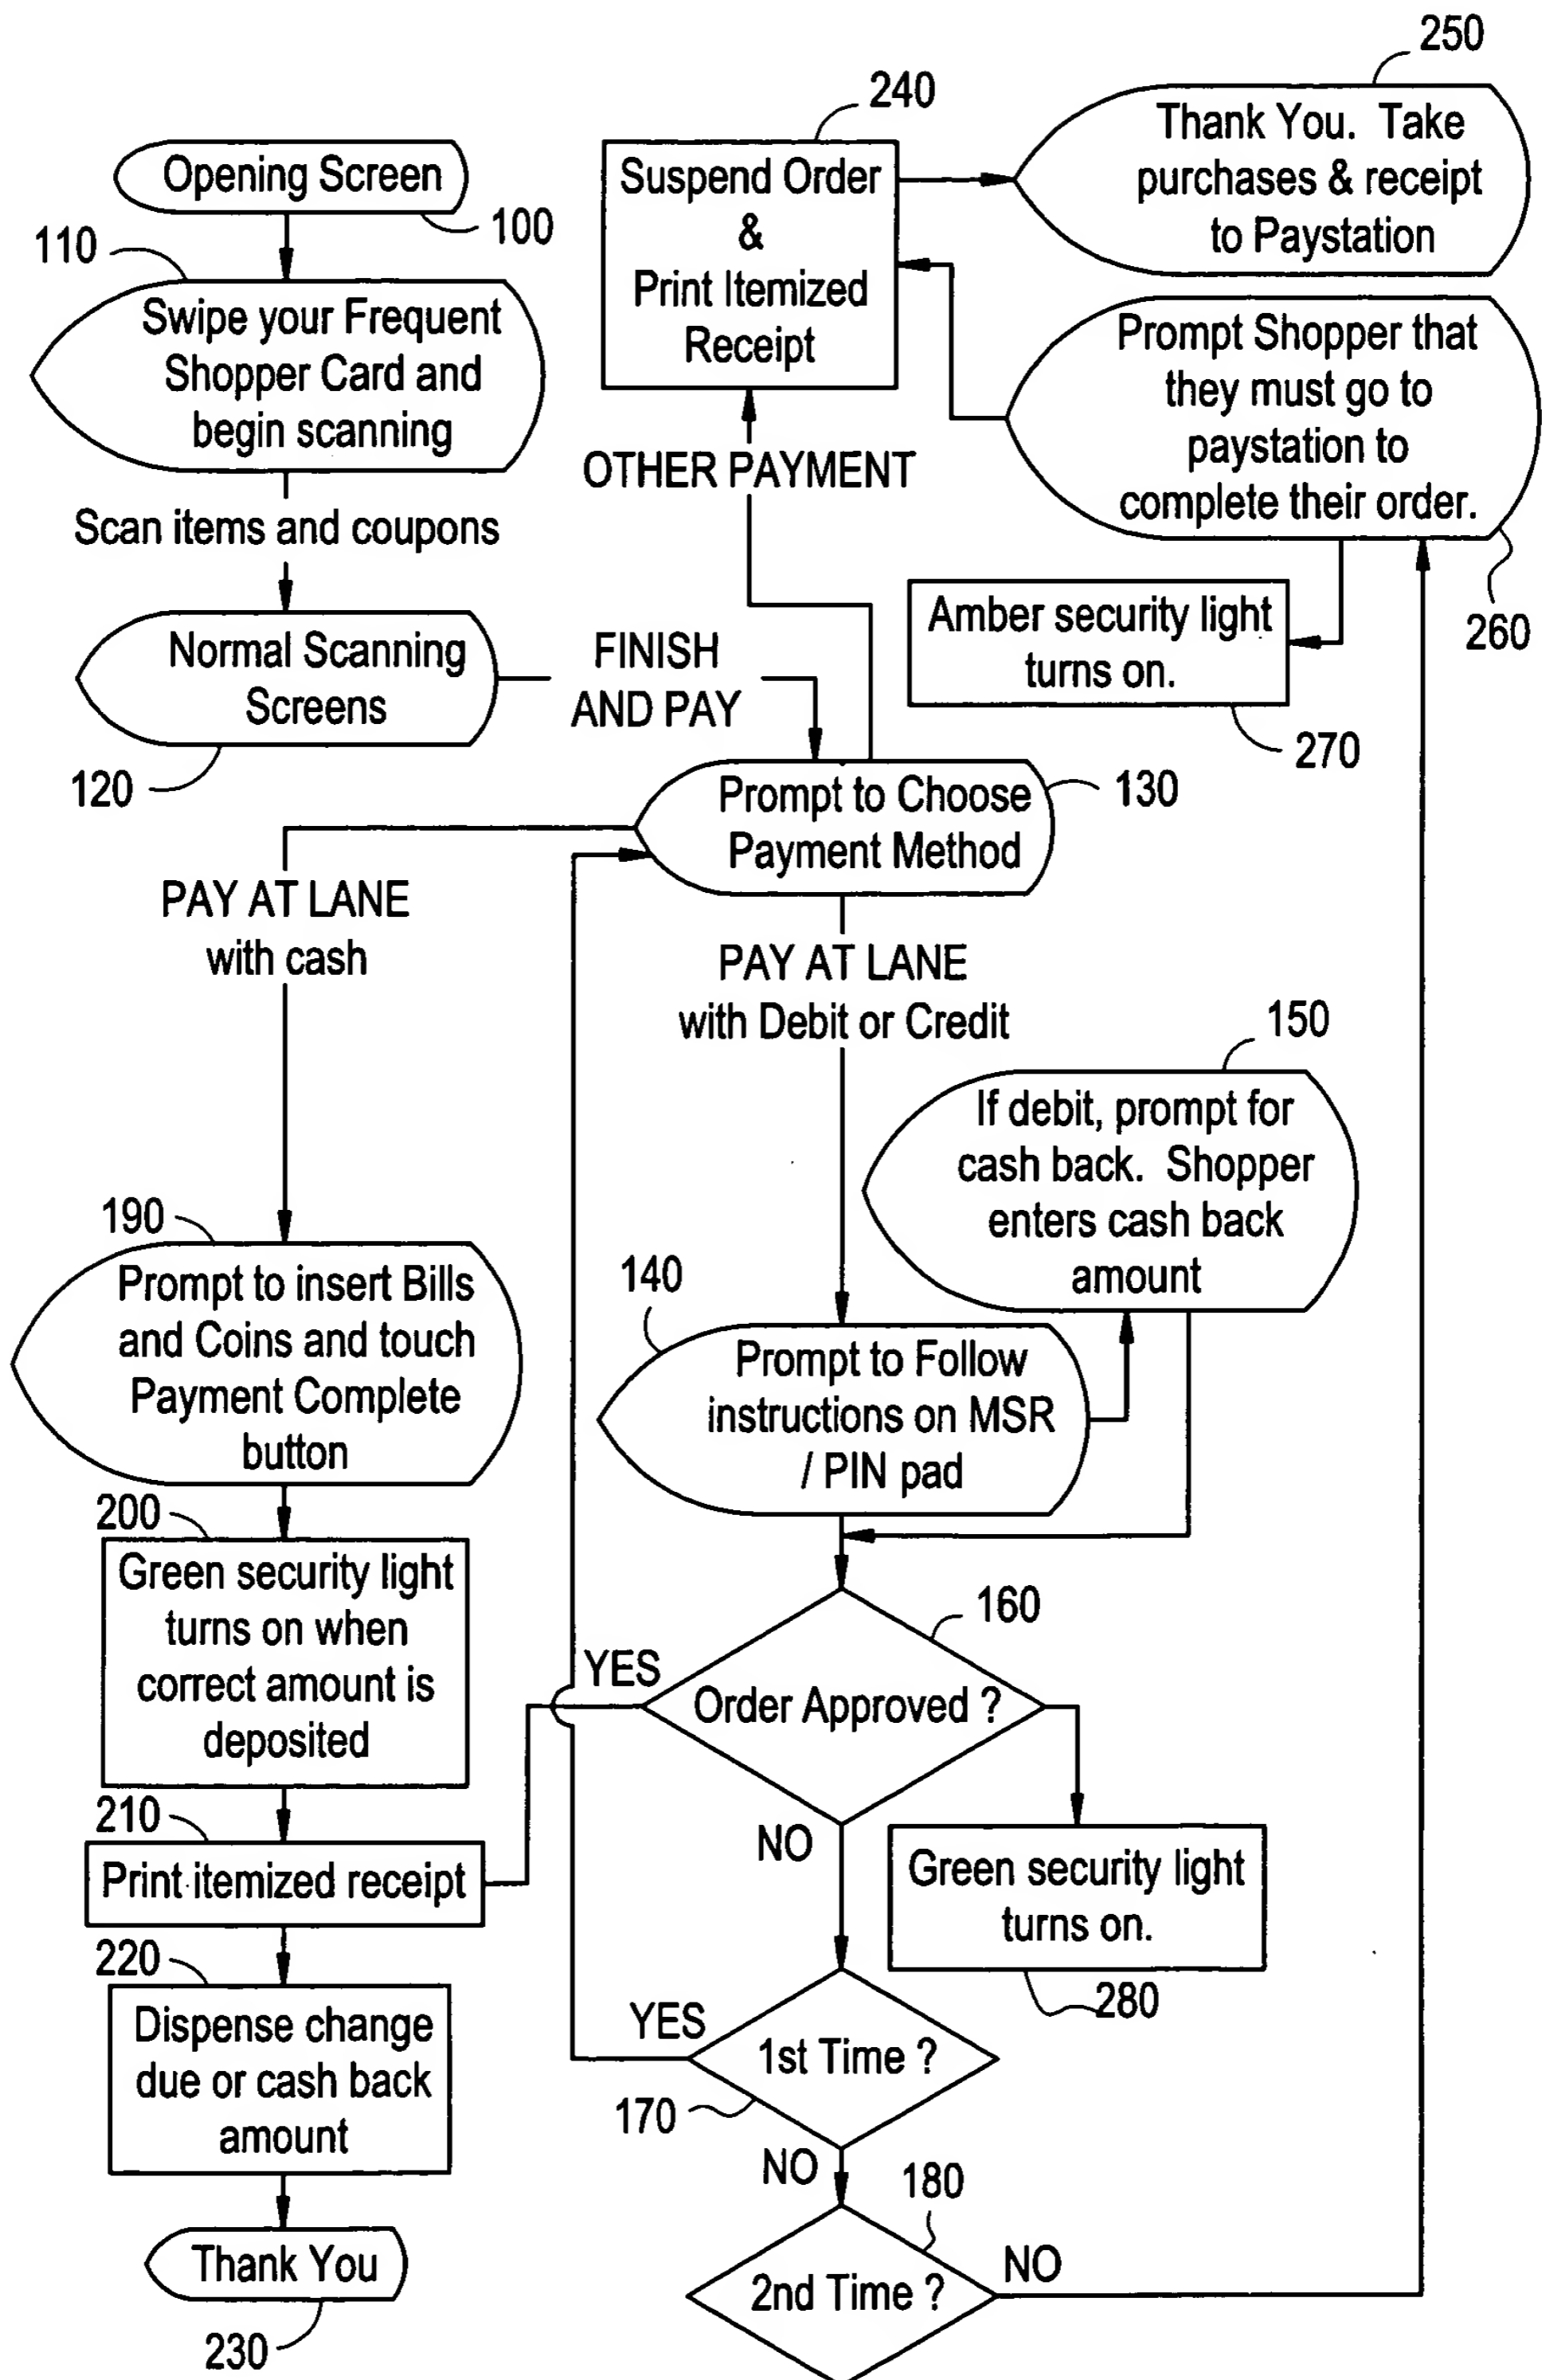 Opening Screen
100
110
Swipe your Frequent
Shopper Card and
begin scanning
Scan items and coupons
Normal Scanning
Screens
120
FINISH
AND PAY
240
Suspend Order
&
Print Itemized
Receipt
250
Thank You. Take
purchases & receipt
to Paystation
Prompt Shopper that
they must go to
paystation to
complete their order.
260
OTHER PAYMENT
Amber security light
turns on.
270
Prompt to Choose
Payment Method
130
PAY AT LANE
with cash
PAY AT LANE
with Debit or Credit
150
If debit, prompt for
cash back. Shopper
enters cash back
amount
140
Prompt to Follow
instructions on MSR
/ PIN pad
190
Prompt to insert Bills
and Coins and touch
Payment Complete
button
200
Green security light
turns on when
correct amount is
deposited
160
YES
Order Approved ?
NO
210
Print itemized receipt
Green security light
turns on.
280
220
Dispense change
due or cash back
amount
YES
1st Time ?
170
NO
180
2nd Time ?
NO
Thank You
230